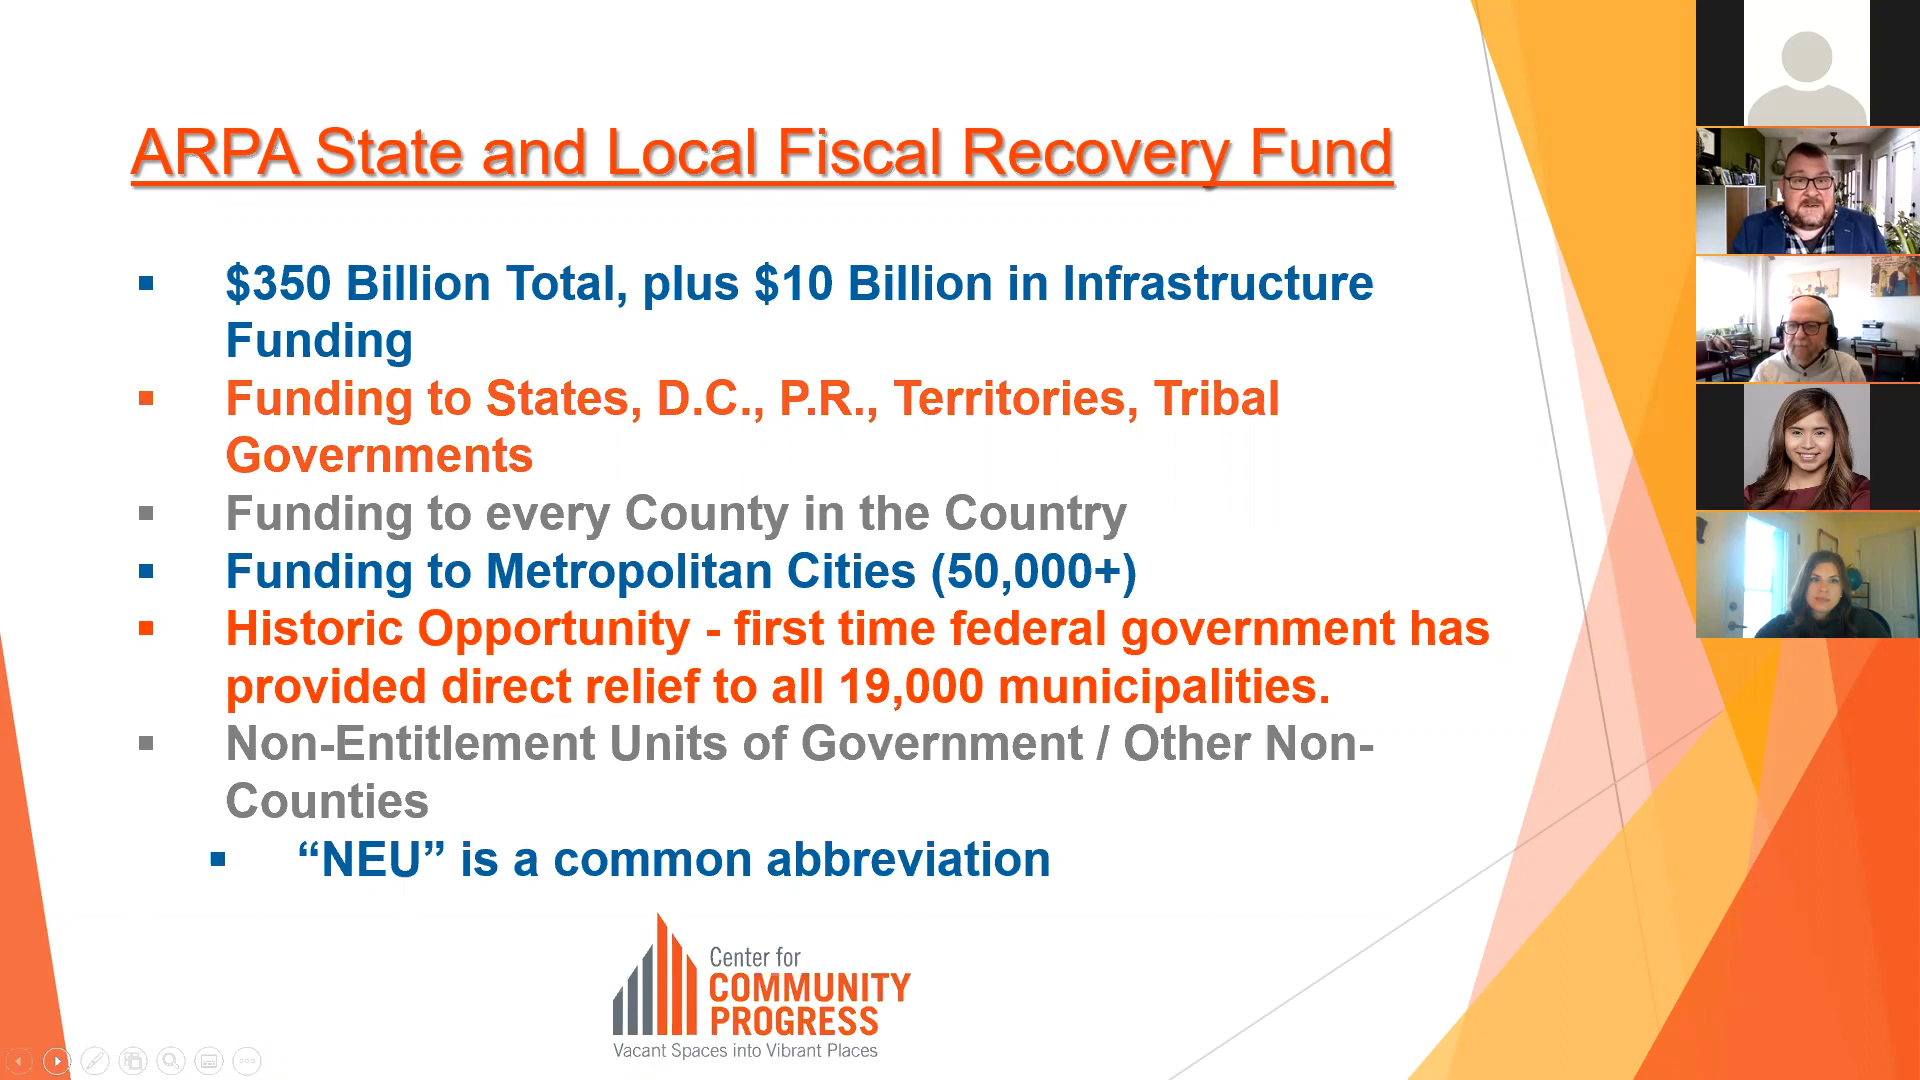 ARPA State and Local Fiscal Recovery Fund
$350 Billion Total, plus $10 Billion in Infrastructure
Funding
Funding to States, D.C., P.R., Territories, Tribal
Governments
Funding to every County in the Country
Funding to Metropolitan Cities (50,000+)
Historic Opportunity - first time federal government has
provided direct relief to all 19,000 municipalities.
Non-Entitlement Units of Government / Other Non-
Counties
“NEU” is a common abbreviation
Center for
COMMUNITY
PROGRESS
Vacant Spaces into Vibrant Places